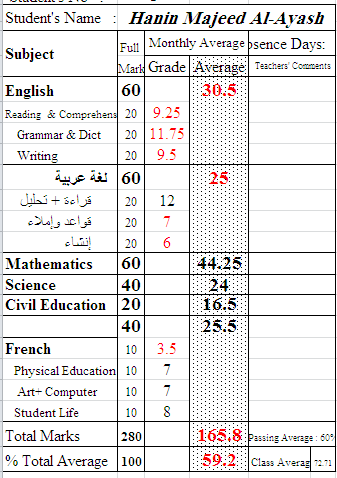 Student's Name : Hanin Majeed Al-Ayash
Subject Full Mark Monthly Average bsence Days:
Grade Average Teachers' Comments
English 60 30.5
Reading & Comprehens 20 9.25
Grammar & Dict 20 11.75
Writing 20 9.5
لغة عربية 60 25
قراءة + تحليل 20 12
قواعد وإملاء 20 7
إنشاء 20 6
Mathematics 60 44.25
Science 40 24
Civil Education 20 16.5
40 25.5
French 10 3.5
Physical Education 10 7
Art+ Computer 10 7
Student Life 10 8
Total Marks 280 165.8 Passing Average : 60%
% Total Average 100 59.2 Class Averag 72.71